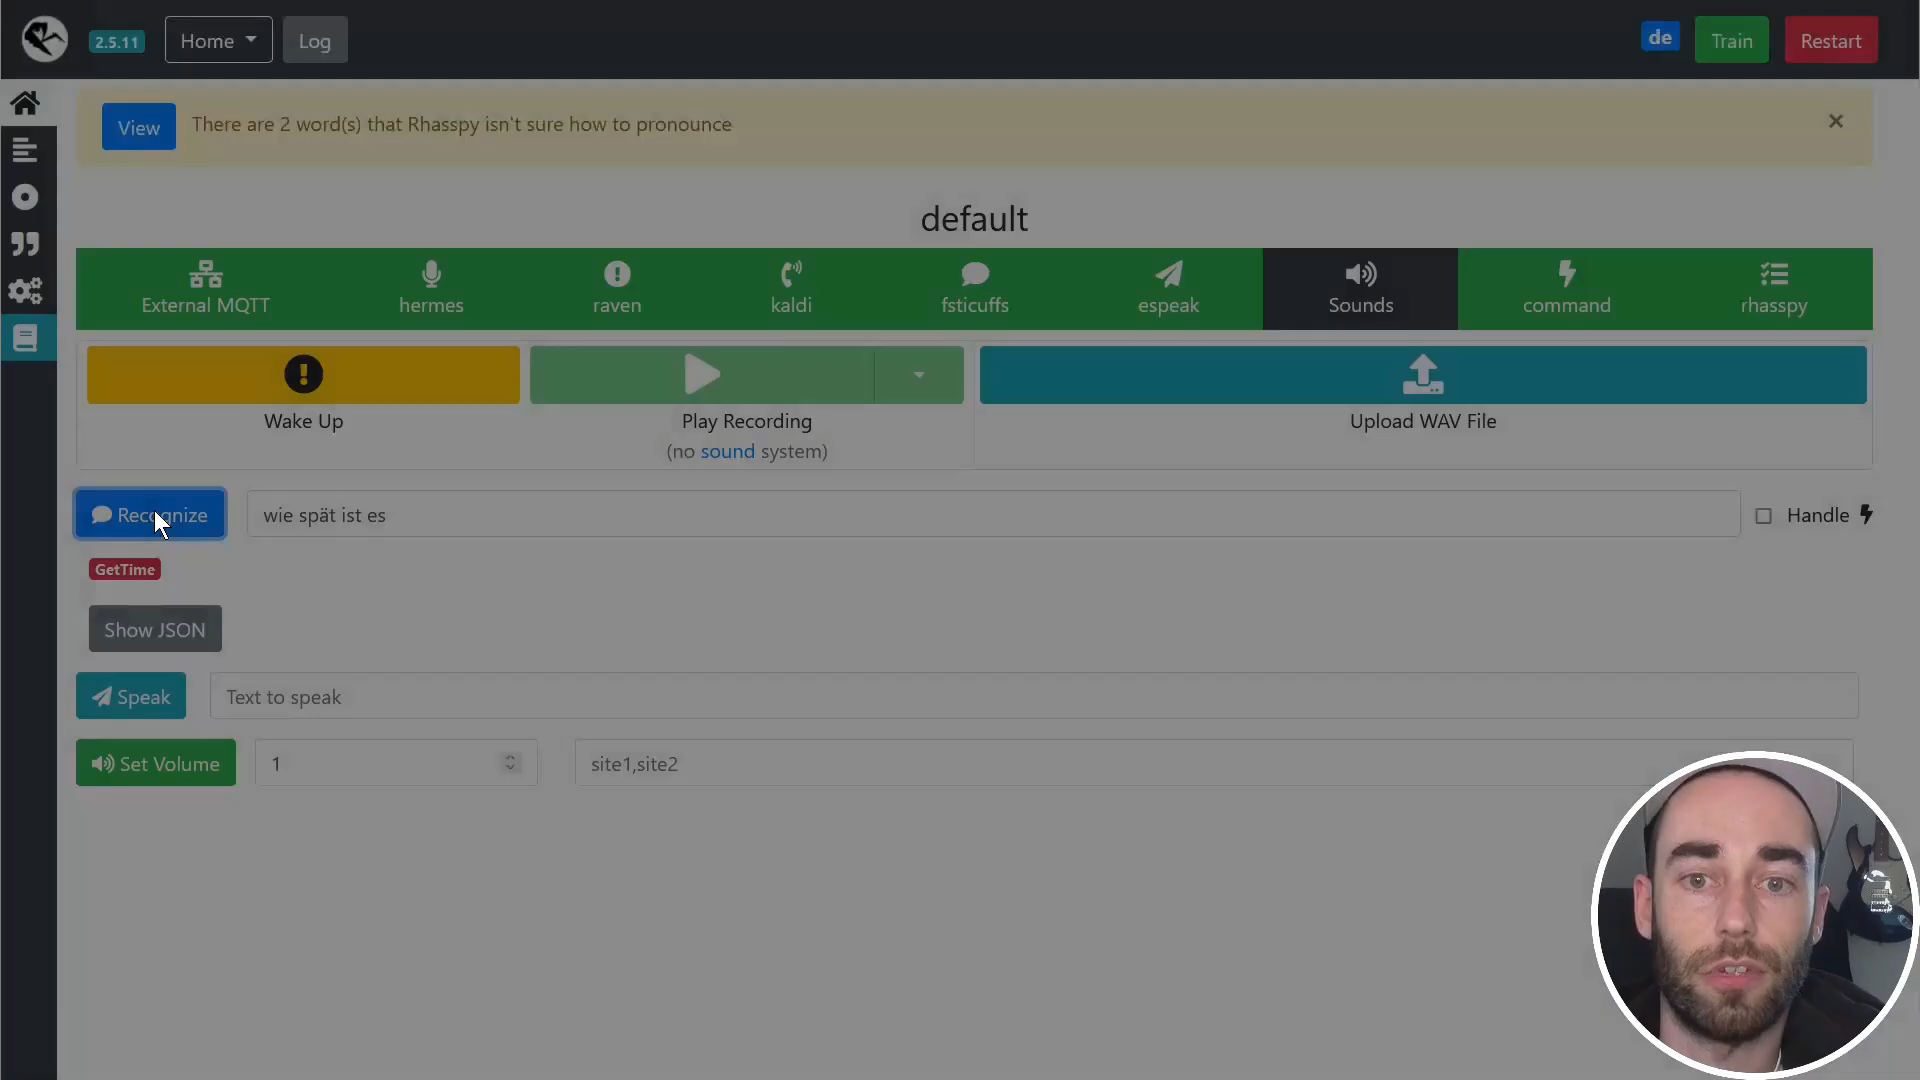 2.5.11
Home
Log
de
Train
Restart
View
There are 2 word(s) that Rhasspy isn't sure how to pronounce
×
default
External MQTT
hermes
raven
kaldi
fsticuffs
espeak
Sounds
command
rhasspy
Wake Up
Play Recording
(no sound system)
Upload WAV File
Recognize
wie spät ist es
Handle
GetTime
Show JSON
Speak
Text to speak
Set Volume
1
site1,site2